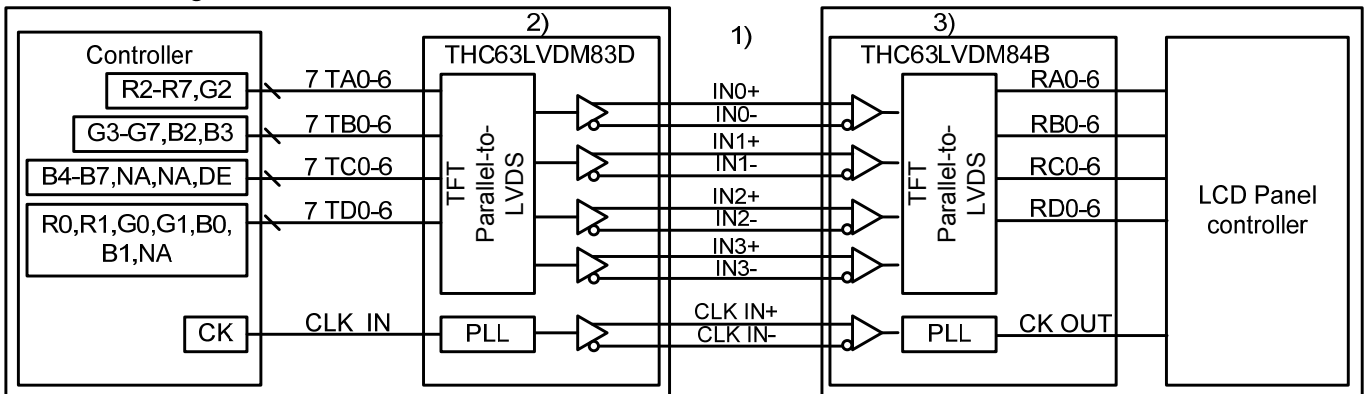 2)
1)
3)
Controller
THC63LVDM83D
THC63LVDM84B
R2-R7,G2
7 TA0-6
IN0+
IN0-
RA0-6
G3-G7,B2,B3
7 TB0-6
IN1+
IN1-
RB0-6
B4-B7,NA,NA,DE
7 TC0-6
IN2+
IN2-
RC0-6
R0,R1,G0,G1,B0,
B1,NA
7 TD0-6
IN3+
IN3-
RD0-6
TFT
Parallel-to-
LVDS
TFT
Parallel-to-
LVDS
LCD Panel
controller
CK
CLK IN
PLL
CLK IN+
CLK IN-
PLL
CK OUT